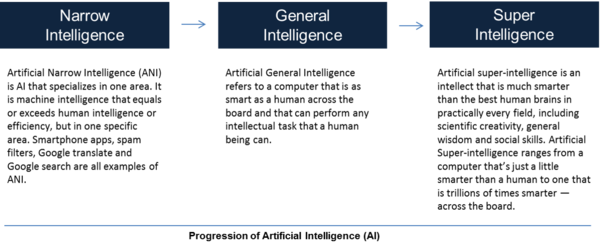 Narrow
Intelligence
General
Intelligence
Super
Intelligence
Artificial Narrow Intelligence (ANI)
is AI that specializes in one area. It
is machine intelligence that equals
or exceeds human intelligence or
efficiency, but in one specific
area. Smartphone apps, spam
filters, Google translate and
Google search are all examples of
ANI.
Artificial General Intelligence
refers to a computer that is as
smart as a human across the
board and that can perform any
intellectual task that a human
being can.
Artificial super-intelligence is an
intellect that is much smarter
than the best human brains in
practically every field, including
scientific creativity, general
wisdom and social skills. Artificial
Super-intelligence ranges from a
computer that's just a little
smarter than a human to one that
is trillions of times smarter —
across the board.
Progression of Artificial Intelligence (AI)